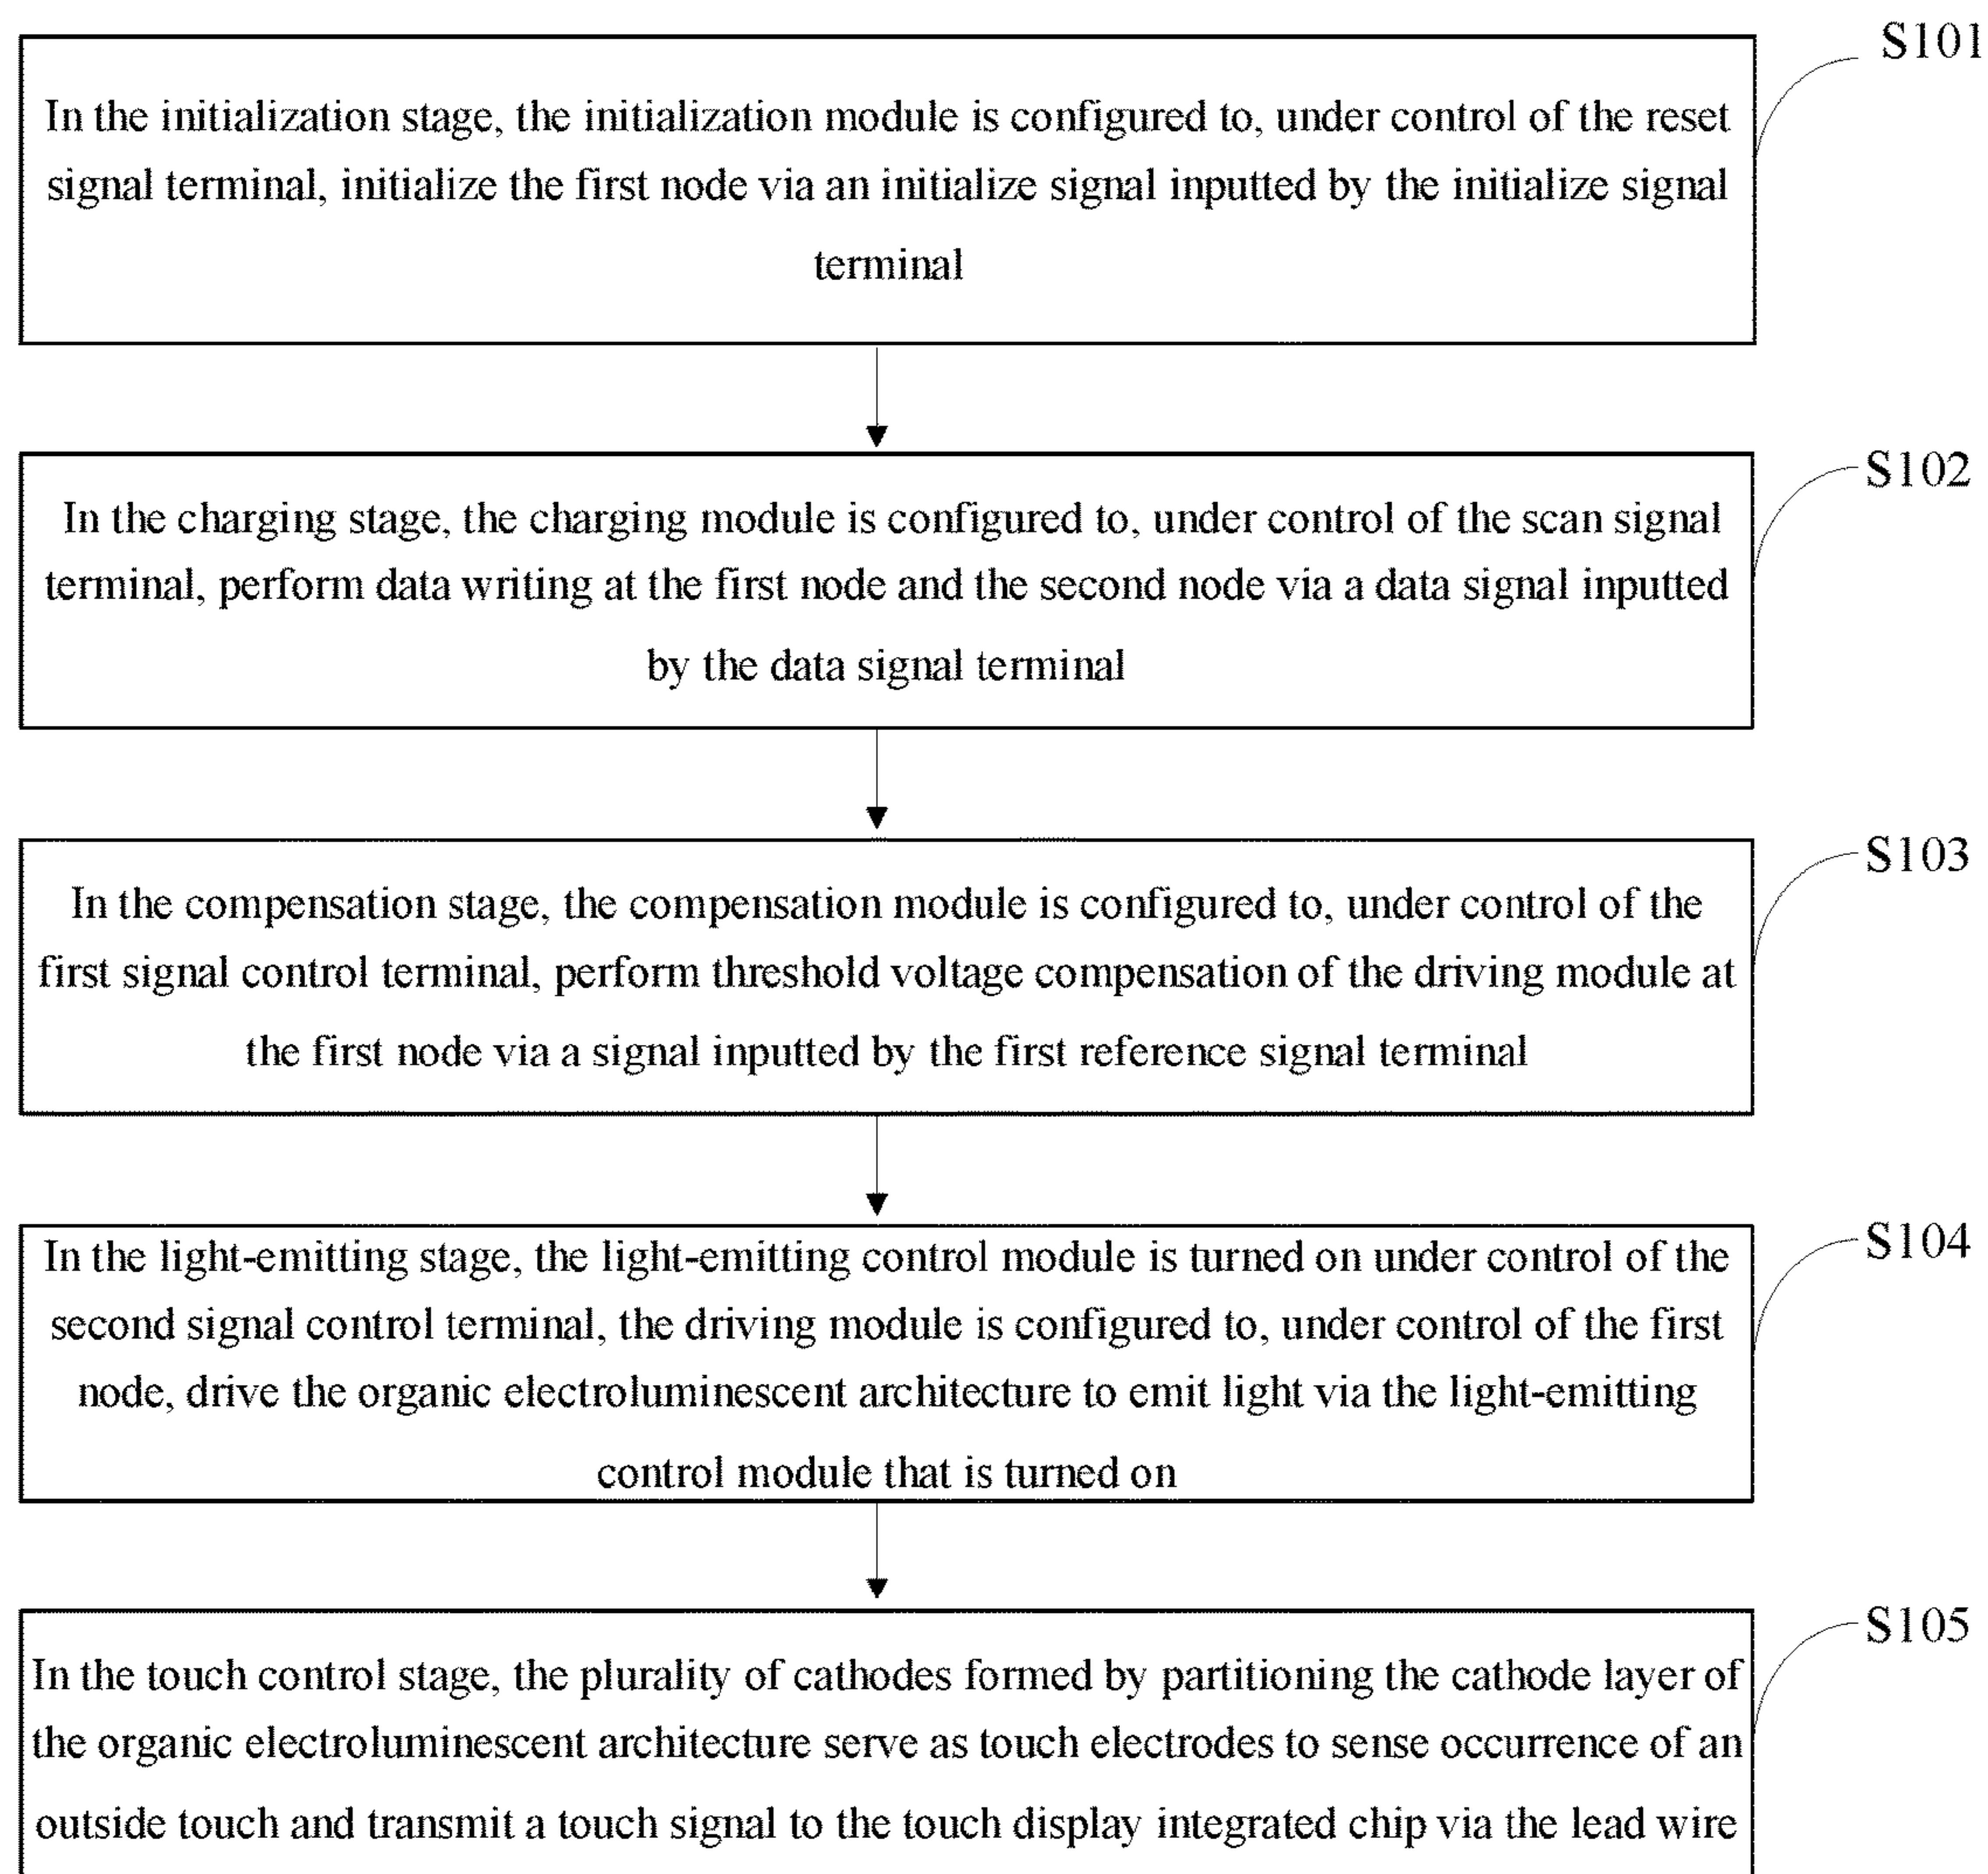 S101
In the initialization stage, the initialization module is configured to, under control of the reset
signal terminal, initialize the first node via an initialize signal inputted by the initialize signal
terminal
S102
In the charging stage, the charging module is configured to, under control of the scan signal
terminal, perform data writing at the first node and the second node via a data signal inputted
by the data signal terminal
S103
In the compensation stage, the compensation module is configured to, under control of the
first signal control terminal, perform threshold voltage compensation of the driving module at
the first node via a signal inputted by the first reference signal terminal
S104
In the light-emitting stage, the light-emitting control module is turned on under control of the
second signal control terminal, the driving module is configured to, under control of the first
node, drive the organic electroluminescent architecture to emit light via the light-emitting
control module that is turned on
S105
In the touch control stage, the plurality of cathodes formed by partitioning the cathode layer of
the organic electroluminescent architecture serve as touch electrodes to sense occurrence of an
outside touch and transmit a touch signal to the touch display integrated chip via the lead wire